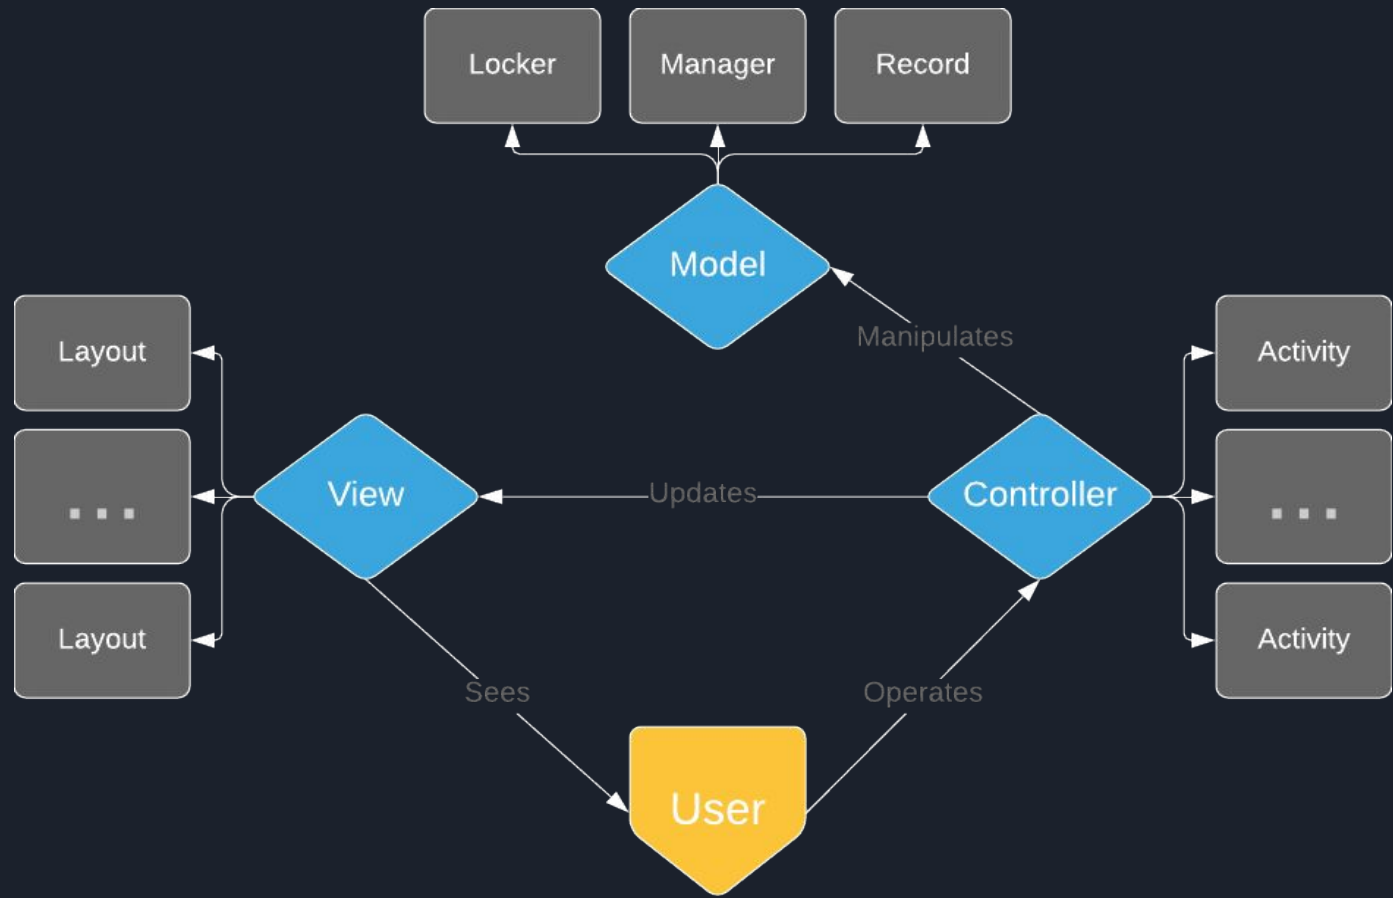 Locker
Manager
Record
Model
Manipulates
Layout
Activity
View
Updates
Controller
...
...
Layout
Activity
Sees
Operates
User